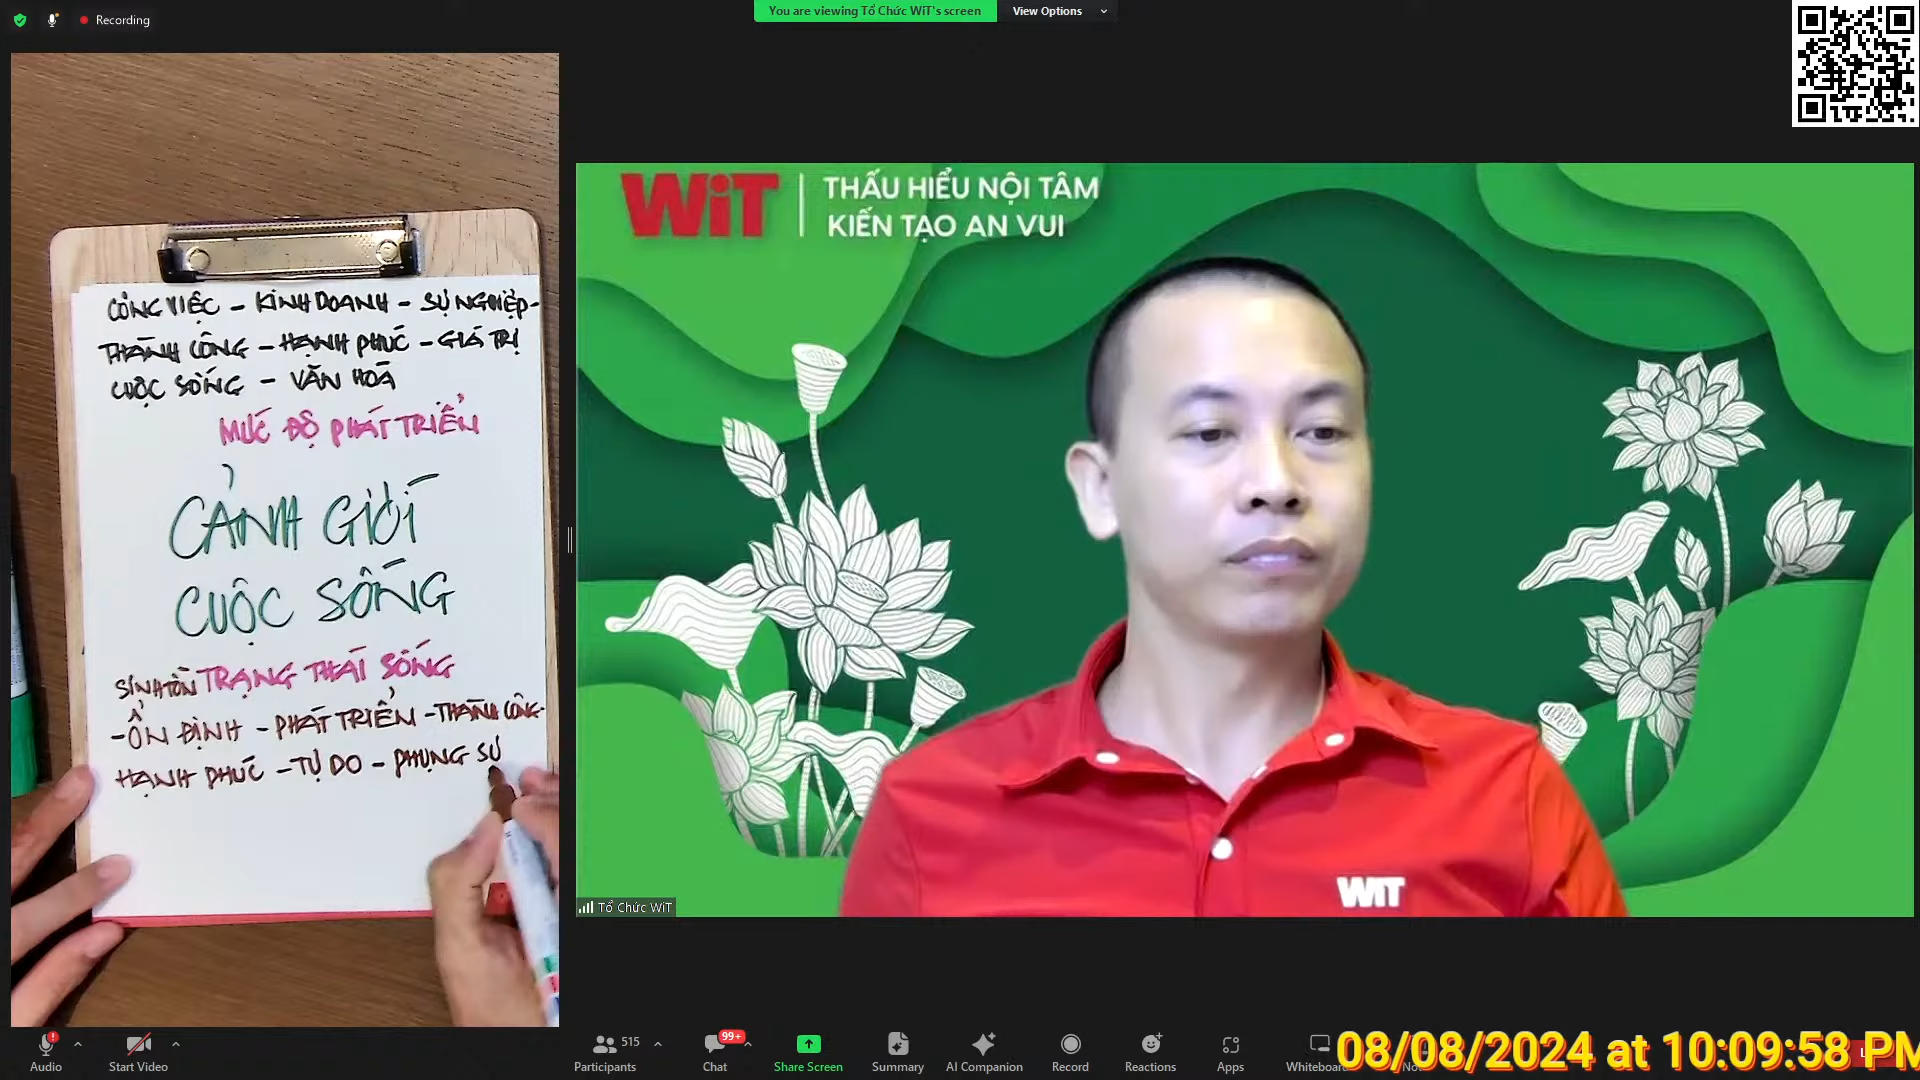 Recording
You are viewing Tổ Chức WiT's screen
View Options
CÔNG VIỆC - KINH DOANH - SỰ NGHIỆP -
THÀNH CÔNG - HẠNH PHÚC - GIÁ TRỊ
CUỘC SỐNG - VĂN HOÁ
MỨC ĐỘ PHÁT TRIỂN
CẢNH GIỚI
CUỘC SỐNG
SINH TỒN TRẠNG THÁI SỐNG
- ỔN ĐỊNH - PHÁT TRIỂN - THÀNH CÔNG -
HẠNH PHÚC - TỰ DO - PHỤNG SỰ
WiT
THẤU HIỂU NỘI TÂM
KIẾN TẠO AN VUI
WiT
Tổ Chức WiT
Audio
Start Video
515
Participants
99+
Chat
Share Screen
Summary
AI Companion
Record
Reactions
Apps
08/08/2024 at 10:09:58 PM